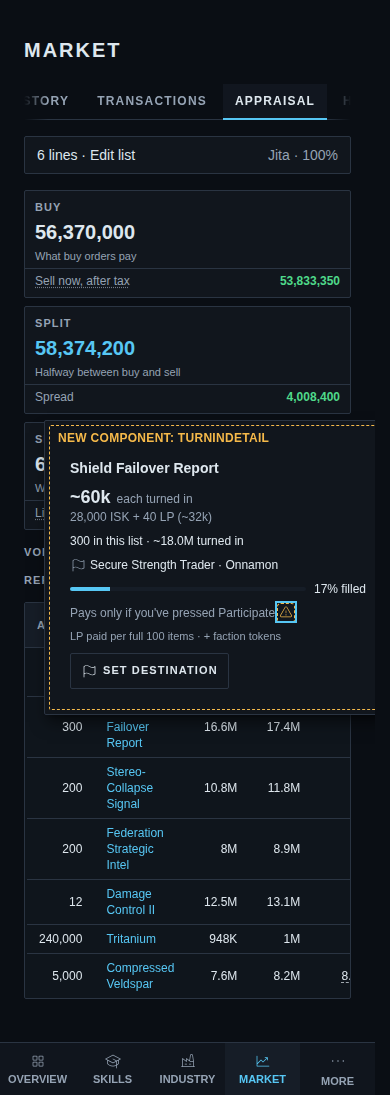 MARKET
STORY TRANSACTIONS APPRAISAL H
6 lines · Edit list Jita · 100%
BUY
56,370,000
What buy orders pay
Sell now, after tax 53,833,350
SPLIT
58,374,200
Halfway between buy and sell
Spread 4,008,400
S
6
W
Li
VO
RE
A
NEW COMPONENT: TURNINDETAIL
Shield Failover Report
~60k each turned in
28,000 ISK + 40 LP (~32k)
300 in this list · ~18.0M turned in
Secure Strength Trader · Onnamon
17% filled
Pays only if you've pressed Participate
LP paid per full 100 items · + faction tokens
SET DESTINATION
300 Failover Report 16.6M 17.4M
200 Stereo-Collapse Signal 10.8M 11.8M
200 Federation Strategic Intel 8M 8.9M
12 Damage Control II 12.5M 13.1M
240,000 Tritanium 948K 1M
5,000 Compressed Veldspar 7.6M 8.2M 8.
OVERVIEW SKILLS INDUSTRY MARKET MORE